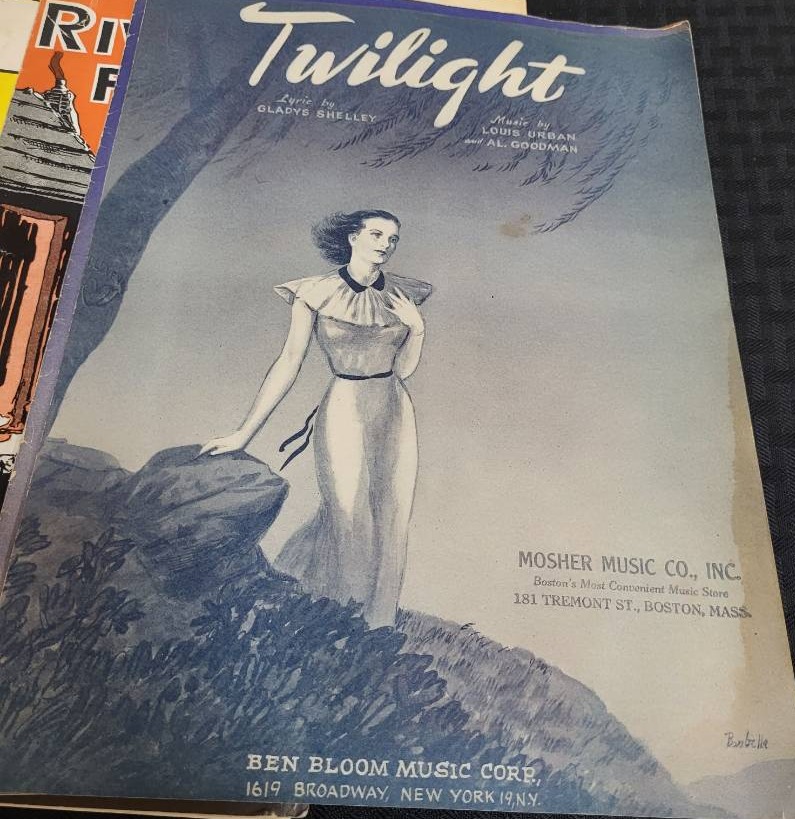 Twilight
Lyric by
GLADYS SHELLEY
Music by
LOUIS URBAN
and AL. GOODMAN
MOSHER MUSIC CO., INC.
Boston's Most Convenient Music Store
181 TREMONT ST., BOSTON, MASS.
BEN BLOOM MUSIC CORP.,
1619 BROADWAY, NEW YORK 19, N.Y.
RIV
F